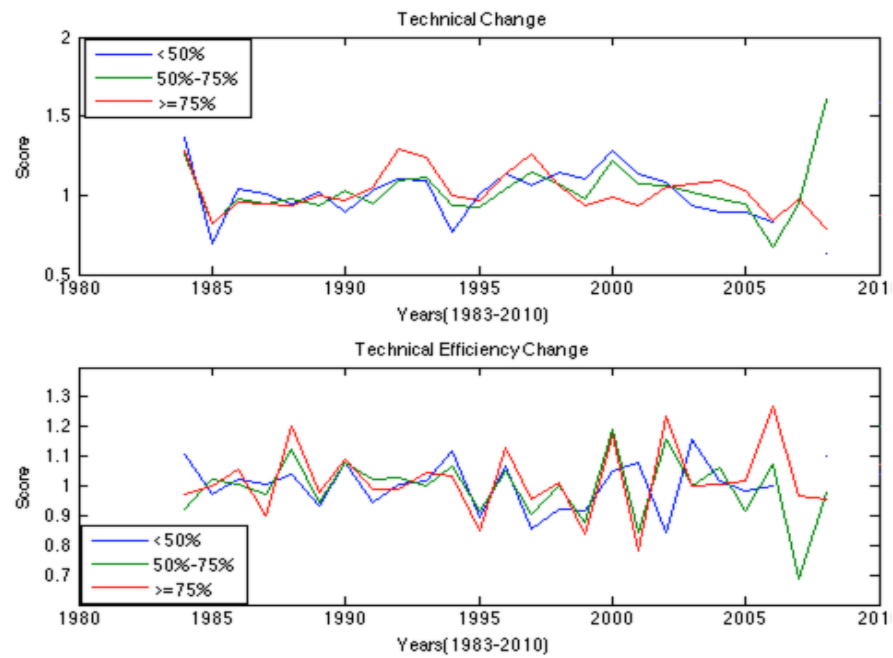 Technical Change
2
1.5
1
0.5
Score
<50%
50%-75%
>=75%
1980 1985 1990 1995 2000 2005 201
Years(1983-2010)
Technical Efficiency Change
1.3
1.2
1.1
1
0.9
0.8
0.7
Score
<50%
50%-75%
>=75%
1980 1985 1990 1995 2000 2005 201
Years(1983-2010)